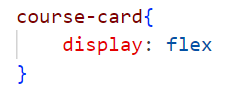 course-card{
    display: flex
}